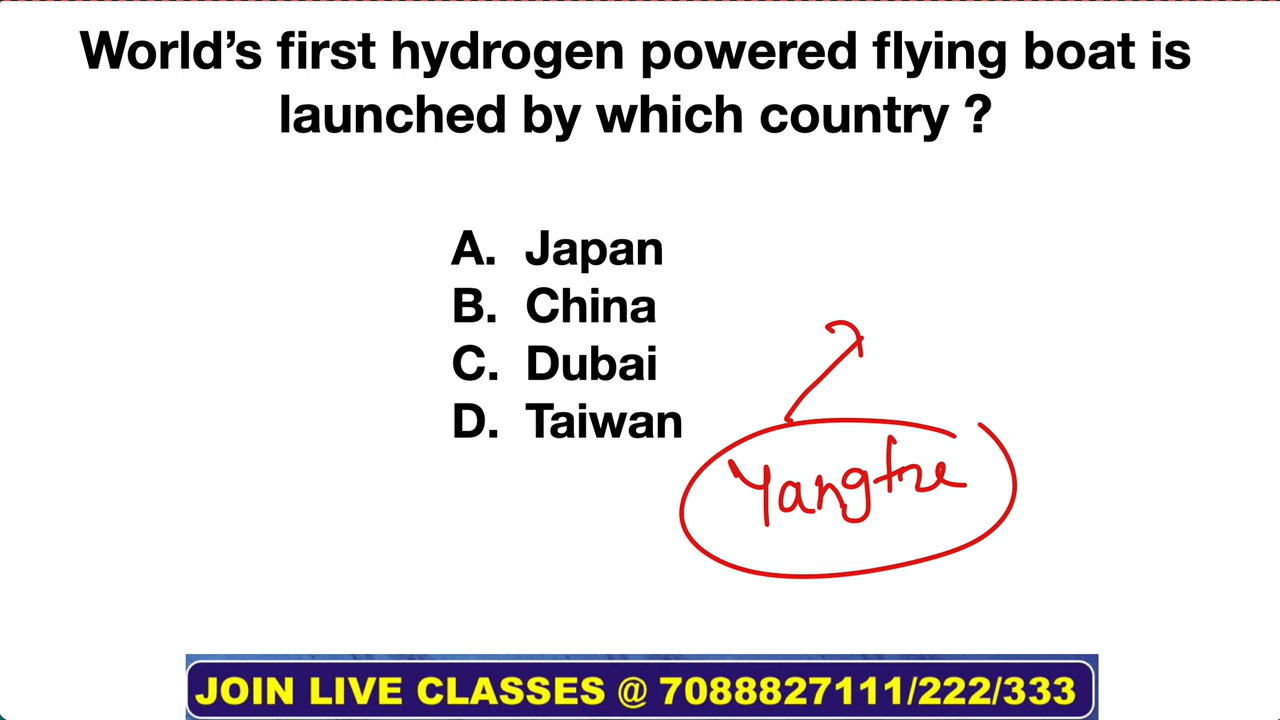 World's first hydrogen powered flying boat is
launched by which country ?
A. Japan
B. China
C. Dubai
D. Taiwan
Yangtze
JOIN LIVE CLASSES @ 7088827111/222/333